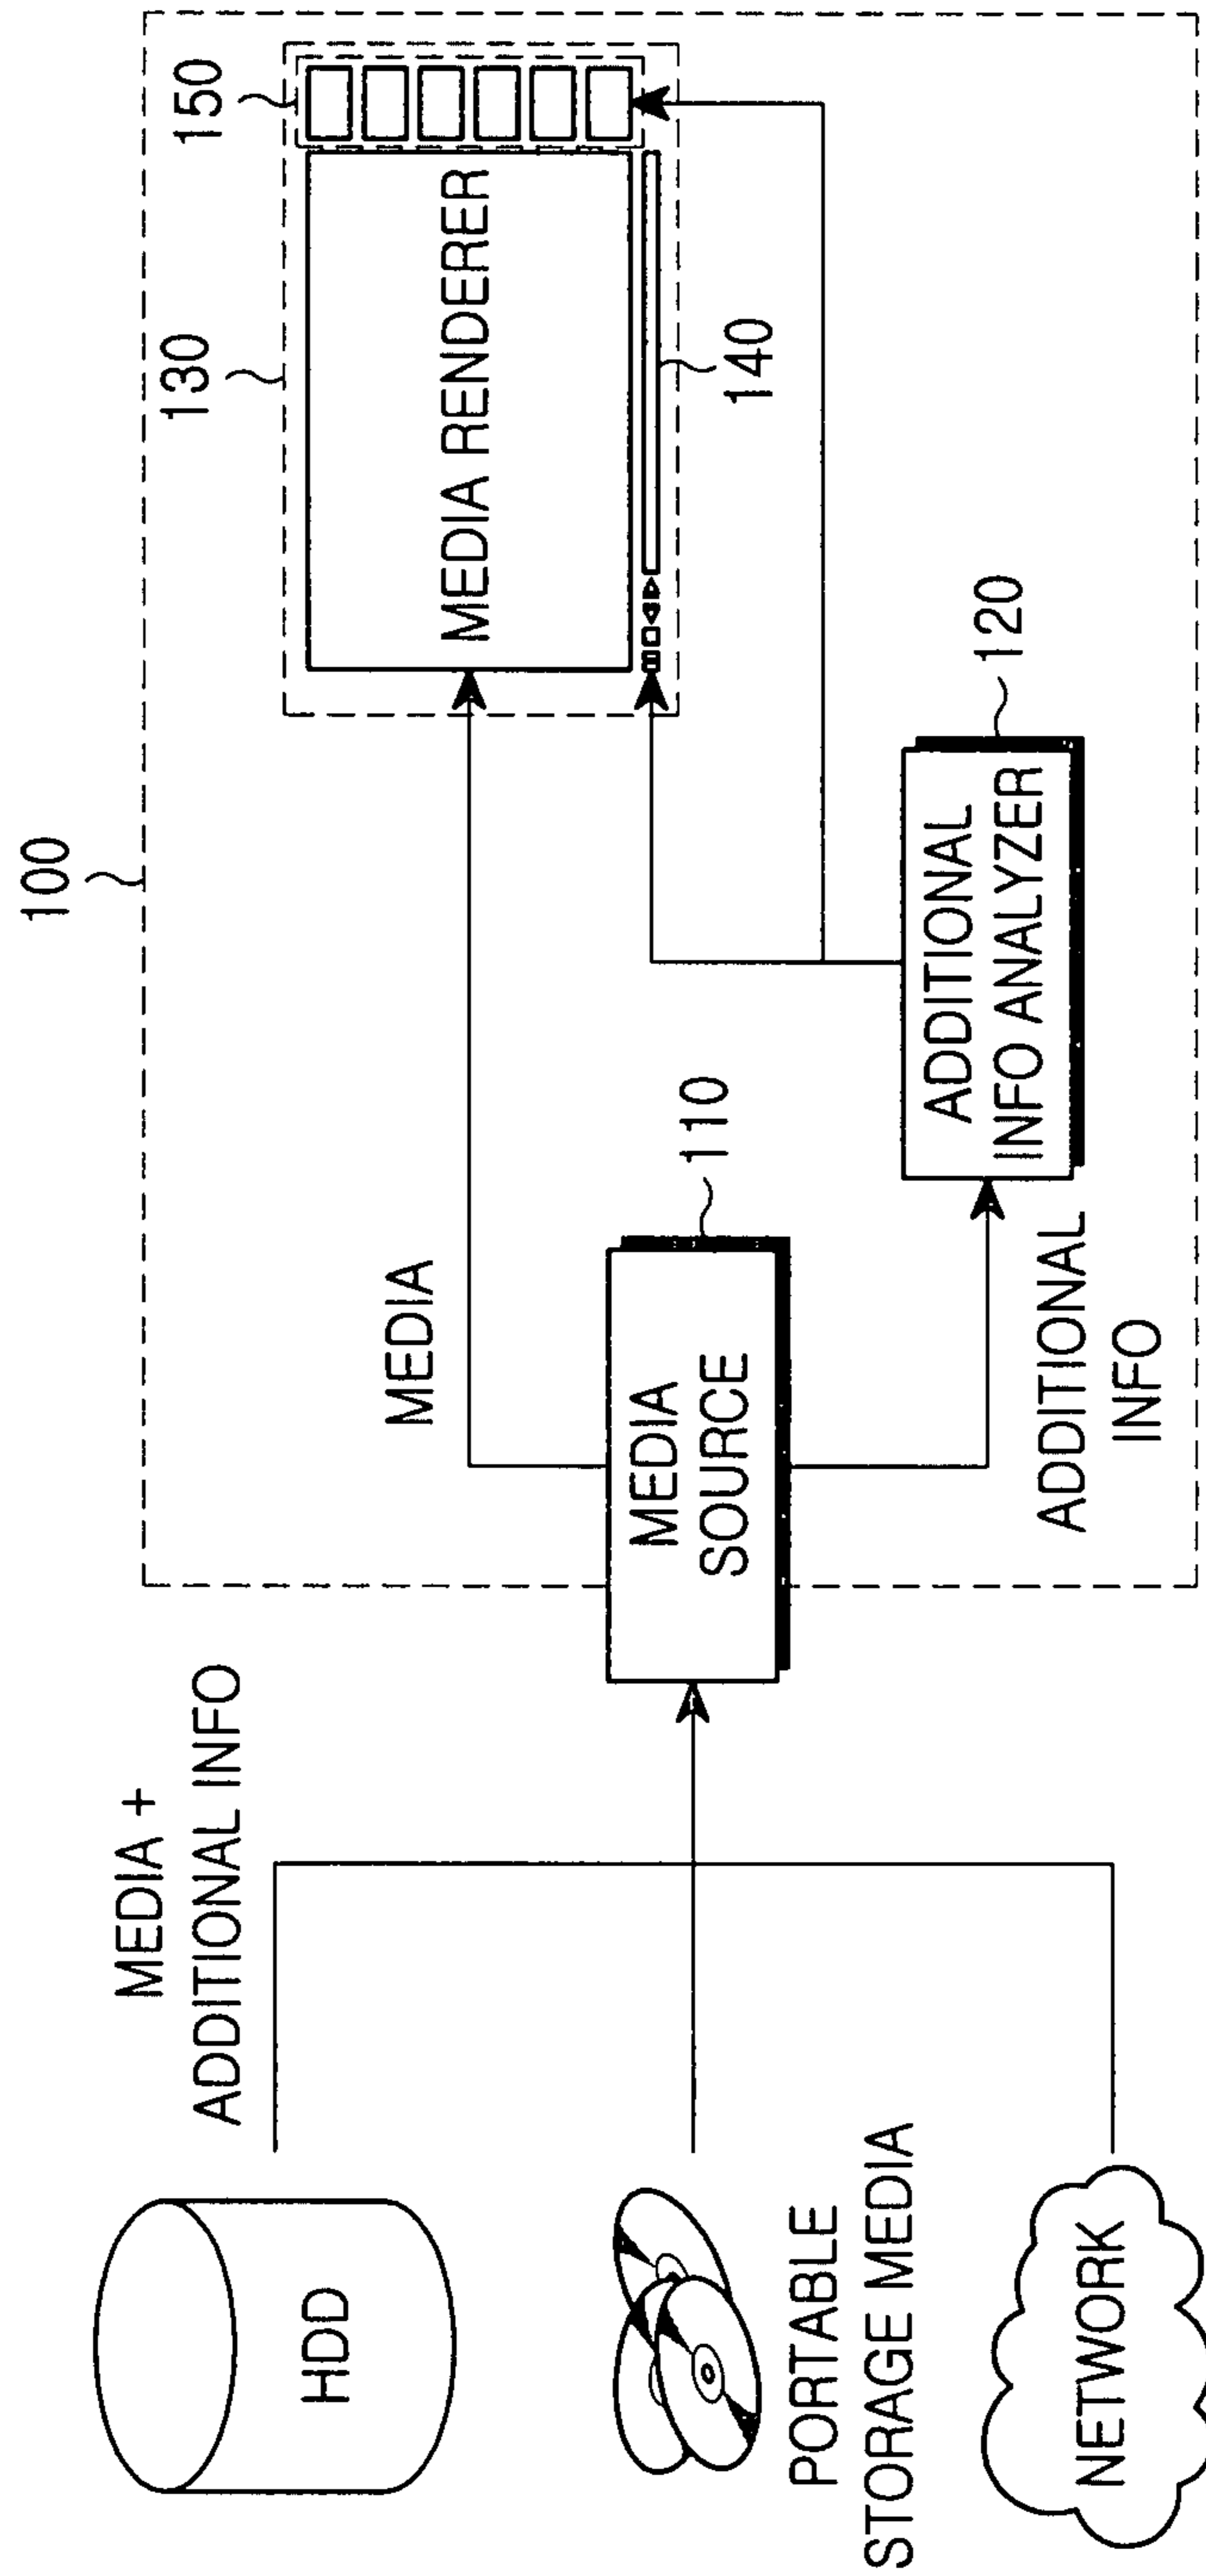 100
MEDIA +
ADDITIONAL INFO
HDD
PORTABLE
STORAGE MEDIA
NETWORK
MEDIA
SOURCE
110
MEDIA
ADDITIONAL
INFO
ADDITIONAL
INFO ANALYZER
120
130
150
MEDIA RENDERER
140